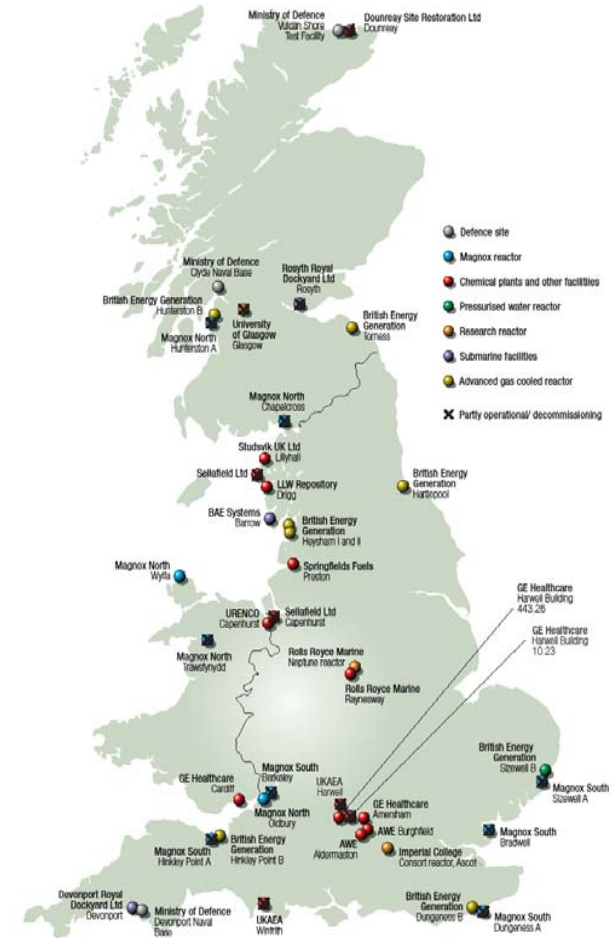 Ministry of Defence
Vulcan Shore
Test Facility
Dounreay Site Restoration Ltd
Dounreay
Defence site
Magnox reactor
Chemical plants and other facilities
Pressurised water reactor
Research reactor
Submarine facilities
Advanced gas cooled reactor
Partly operational/ decommissioning
Ministry of Defence
Clyde Naval Base
Rosyth Royal
Dockyard Ltd
Rosyth
British Energy Generation
Hunterston B
Magnox North
Hunterston A
University
of Glasgow
Glasgow
British Energy
Generation
Torness
Magnox North
Chapelcross
Studsvik UK Ltd
Lillyhall
Sellafield Ltd
LLW Repository
Drigg
British Energy
Generation
Hartlepool
BAE Systems
Barrow
British Energy
Generation
Heysham I and II
Springfields Fuels
Preston
Magnox North
Wylfa
GE Healthcare
Harwell Building
443.26
GE Healthcare
Harwell Building
10.23
URENCO
Capenhurst
Sellafield Ltd
Capenhurst
Magnox North
Trawsfynydd
Rolls Royce Marine
Neptune reactor
Rolls Royce Marine
Raynesway
British Energy
Generation
Sizewell B
Magnox South
Sizewell A
Magnox South
Berkeley
GE Healthcare
Cardiff
Magnox North
Oldbury
UKAEA
Harwell
GE Healthcare
Amersham
AWE Burghfield
AWE
Aldermaston
Imperial College
Consort reactor, Ascot
Magnox South
Bradwell
Magnox South
Hinkley Point A
British Energy
Generation
Hinkley Point B
Devonport Royal
Dockyard Ltd
Devonport
Ministry of Defence
Devonport Naval
Base
UKAEA
Winfrith
British Energy
Generation
Dungeness B
Magnox South
Dungeness A